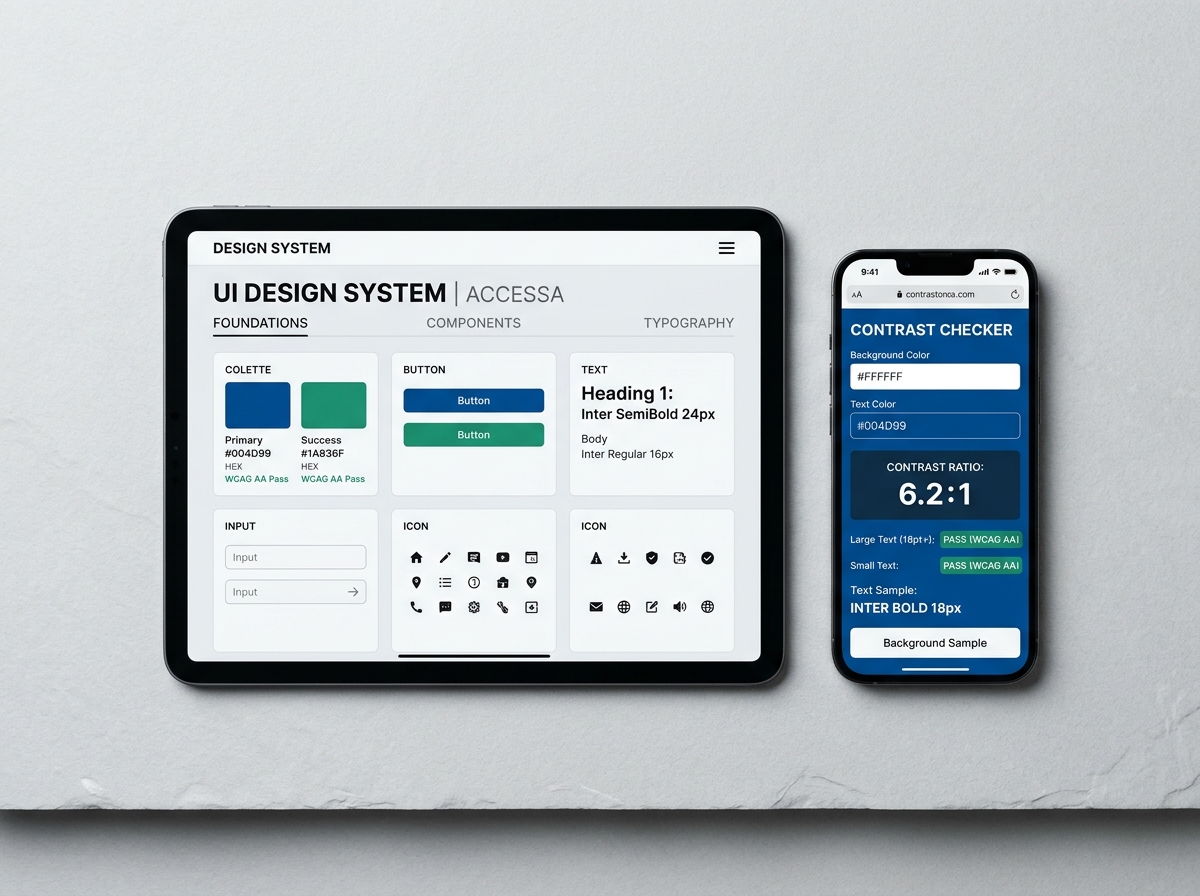 DESIGN SYSTEM
UI DESIGN SYSTEM | ACCESSA
FOUNDATIONS
COMPONENTS
TYPOGRAPHY
COLETTE
Primary
#004D99
HEX
WCAG AA Pass
Success
#1A836F
HEX
WCAG AA Pass
BUTTON
Button
Button
TEXT
Heading 1:
Inter SemiBold 24px
Body
Inter Regular 16px
INPUT
Input
Input
ICON
ICON
9:41
AA
contrastonca.com
CONTRAST CHECKER
Background Color
#FFFFFF
Text Color
#004D99
CONTRAST RATIO:
6.2:1
Large Text (18pt+):
PASS (WCAG AA)
Small Text:
PASS (WCAG AA)
Text Sample:
INTER BOLD 18px
Background Sample